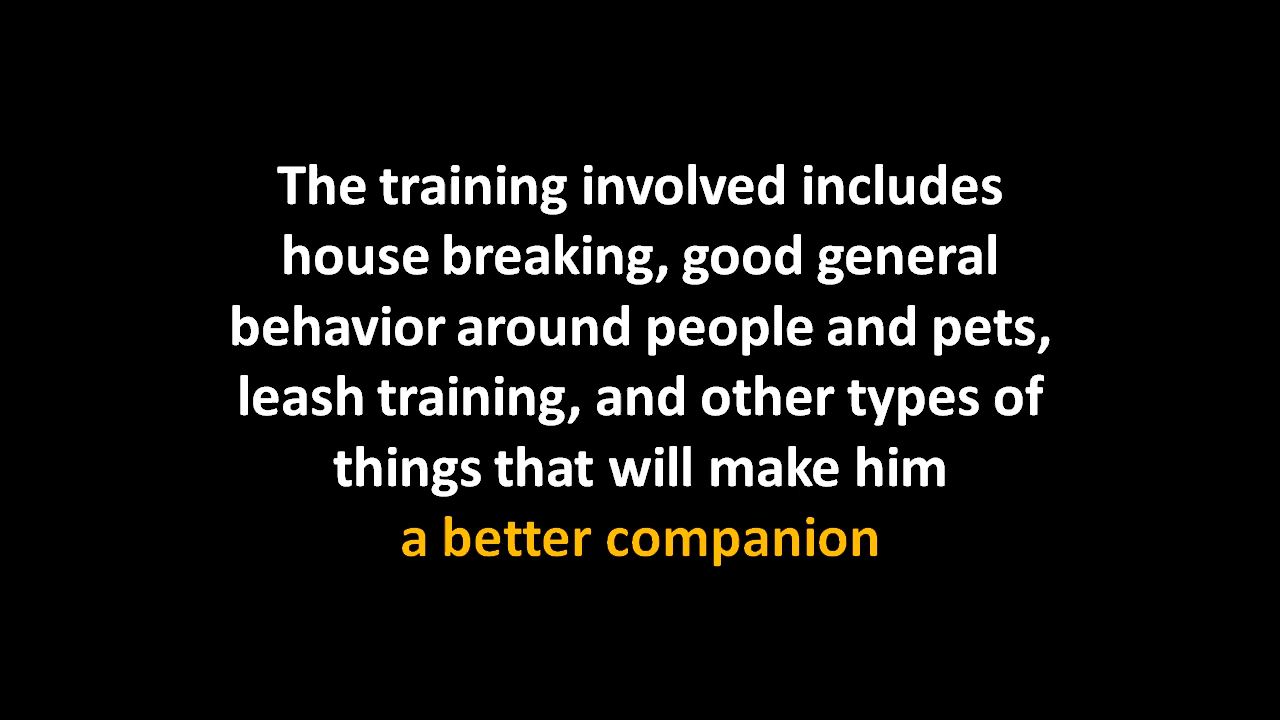 The training involved includes
house breaking, good general
behavior around people and pets,
leash training, and other types of
things that will make him
a better companion